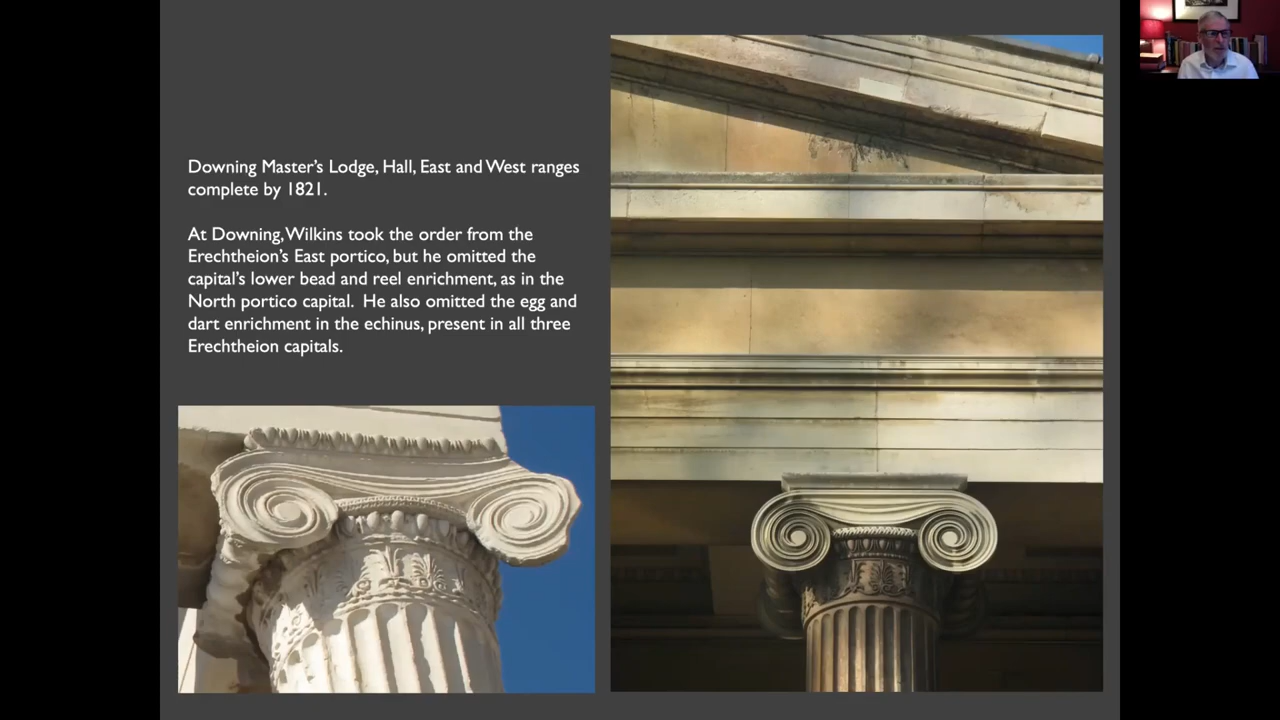 Downing Master's Lodge, Hall, East and West ranges
complete by 1821.
At Downing, Wilkins took the order from the
Erechtheion's East portico, but he omitted the
capital's lower bead and reel enrichment, as in the
North portico capital. He also omitted the egg and
dart enrichment in the echinus, present in all three
Erechtheion capitals.